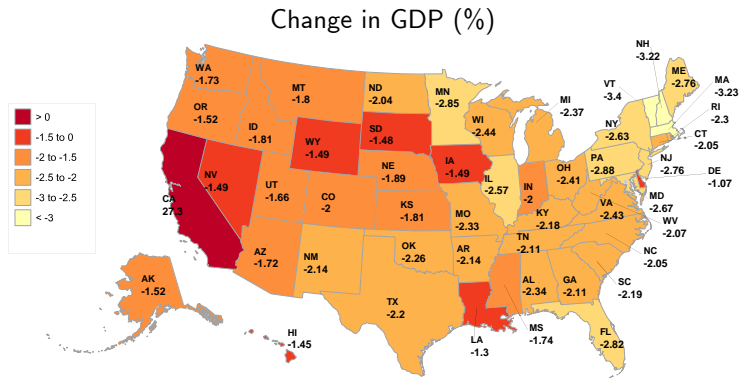 Change in GDP (%)
> 0
-1.5 to 0
-2 to -1.5
-2.5 to -2
-3 to -2.5
< -3
WA
-1.73
OR
-1.52
CA
27.3
NV
-1.49
ID
-1.81
MT
-1.8
WY
-1.49
UT
-1.66
CO
-2
AZ
-1.72
NM
-2.14
ND
-2.04
SD
-1.48
NE
-1.89
KS
-1.81
OK
-2.26
TX
-2.2
MN
-2.85
IA
-1.49
MO
-2.33
AR
-2.14
LA
-1.3
WI
-2.44
IL
-2.57
MI
-2.37
IN
-2
OH
-2.41
KY
-2.18
TN
-2.11
MS
-1.74
AL
-2.34
GA
-2.11
FL
-2.82
SC
-2.19
NC
-2.05
VA
-2.43
WV
-2.07
MD
-2.67
DE
-1.07
PA
-2.88
NJ
-2.76
NY
-2.63
CT
-2.05
RI
-2.3
MA
-3.23
VT
-3.4
NH
-3.22
ME
-2.76
AK
-1.52
HI
-1.45